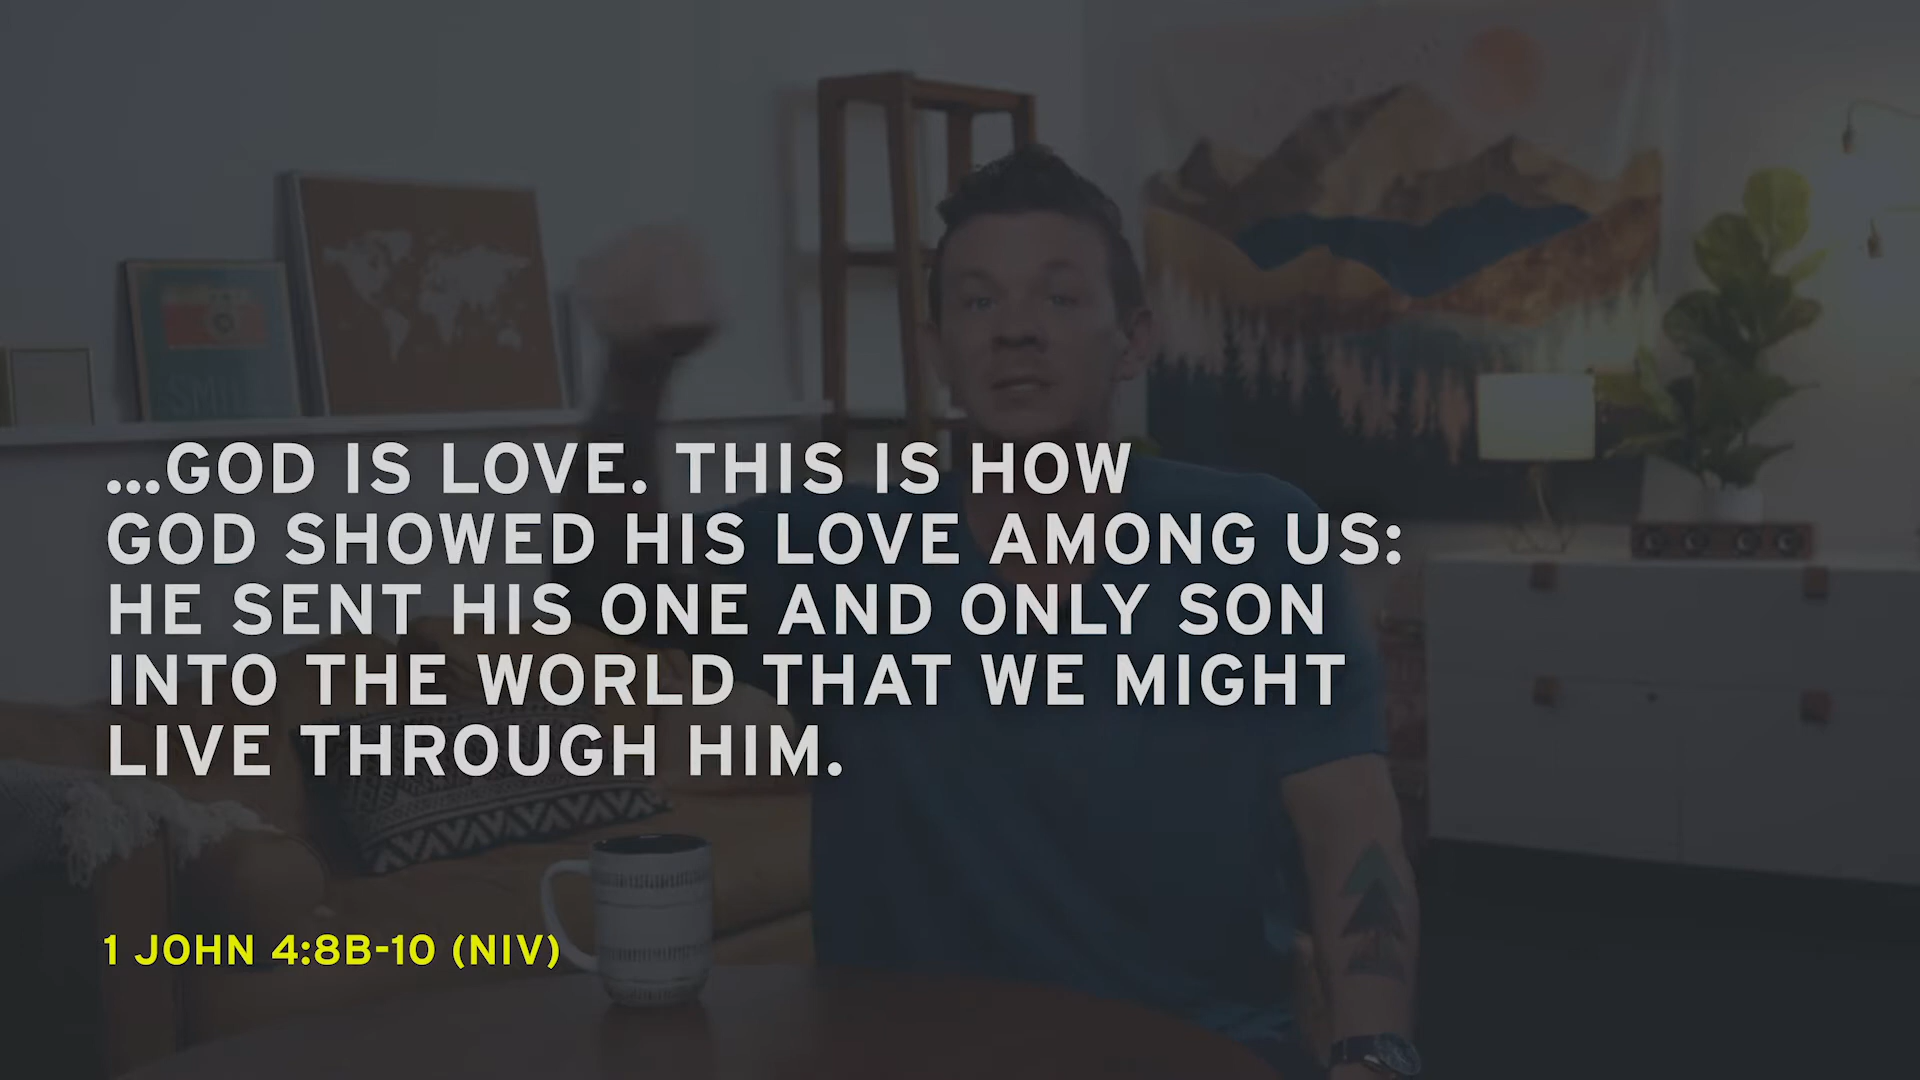 ...GOD IS LOVE. THIS IS HOW
GOD SHOWED HIS LOVE AMONG US:
HE SENT HIS ONE AND ONLY SON
INTO THE WORLD THAT WE MIGHT
LIVE THROUGH HIM.
1 JOHN 4:8B-10 (NIV)